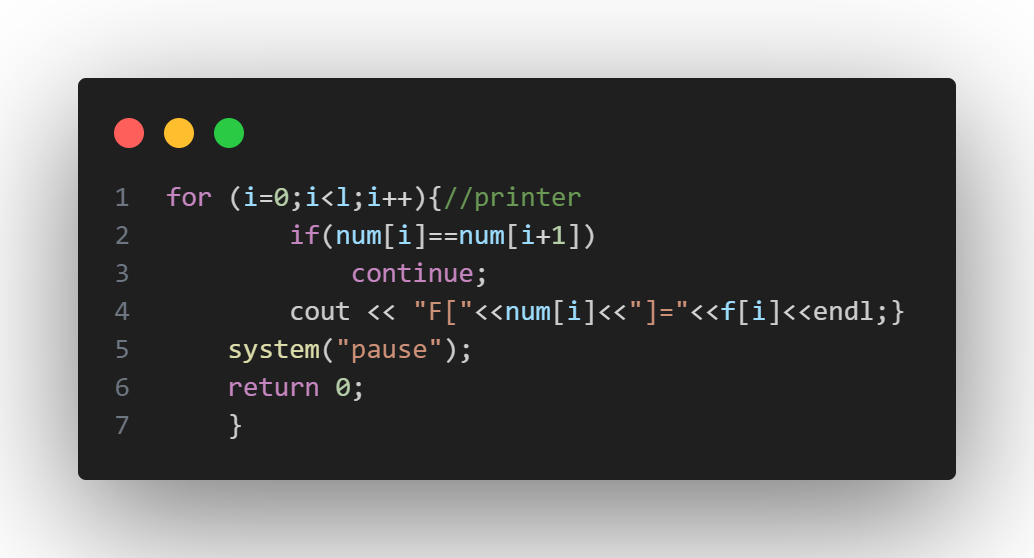 1 for (i=0;i<l;i++){//printer
2         if(num[i]==num[i+1])
3             continue;
4         cout << "F["<<num[i]<<"]="<<f[i]<<endl;}
5     system("pause");
6     return 0;
7     }